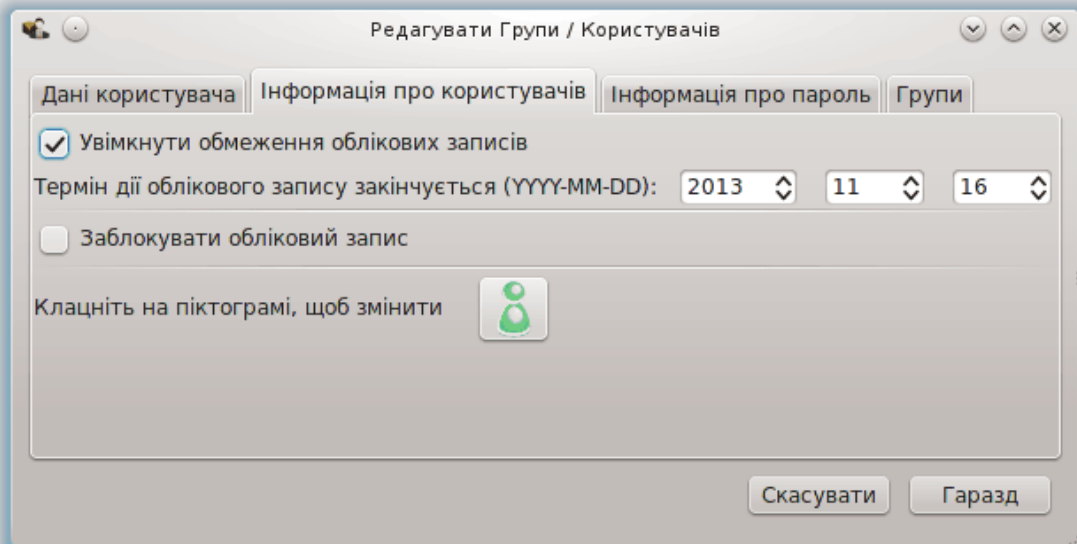 Редагувати Групи / Користувачів
Дані користувача Інформація про користувачів Інформація про пароль Групи
Увімкнути обмеження облікових записів
Термін дії облікового запису закінчується (YYYY-MM-DD): 2013 11 16
Заблокувати обліковий запис
Клацніть на піктограмі, щоб змінити
Скасувати Гаразд